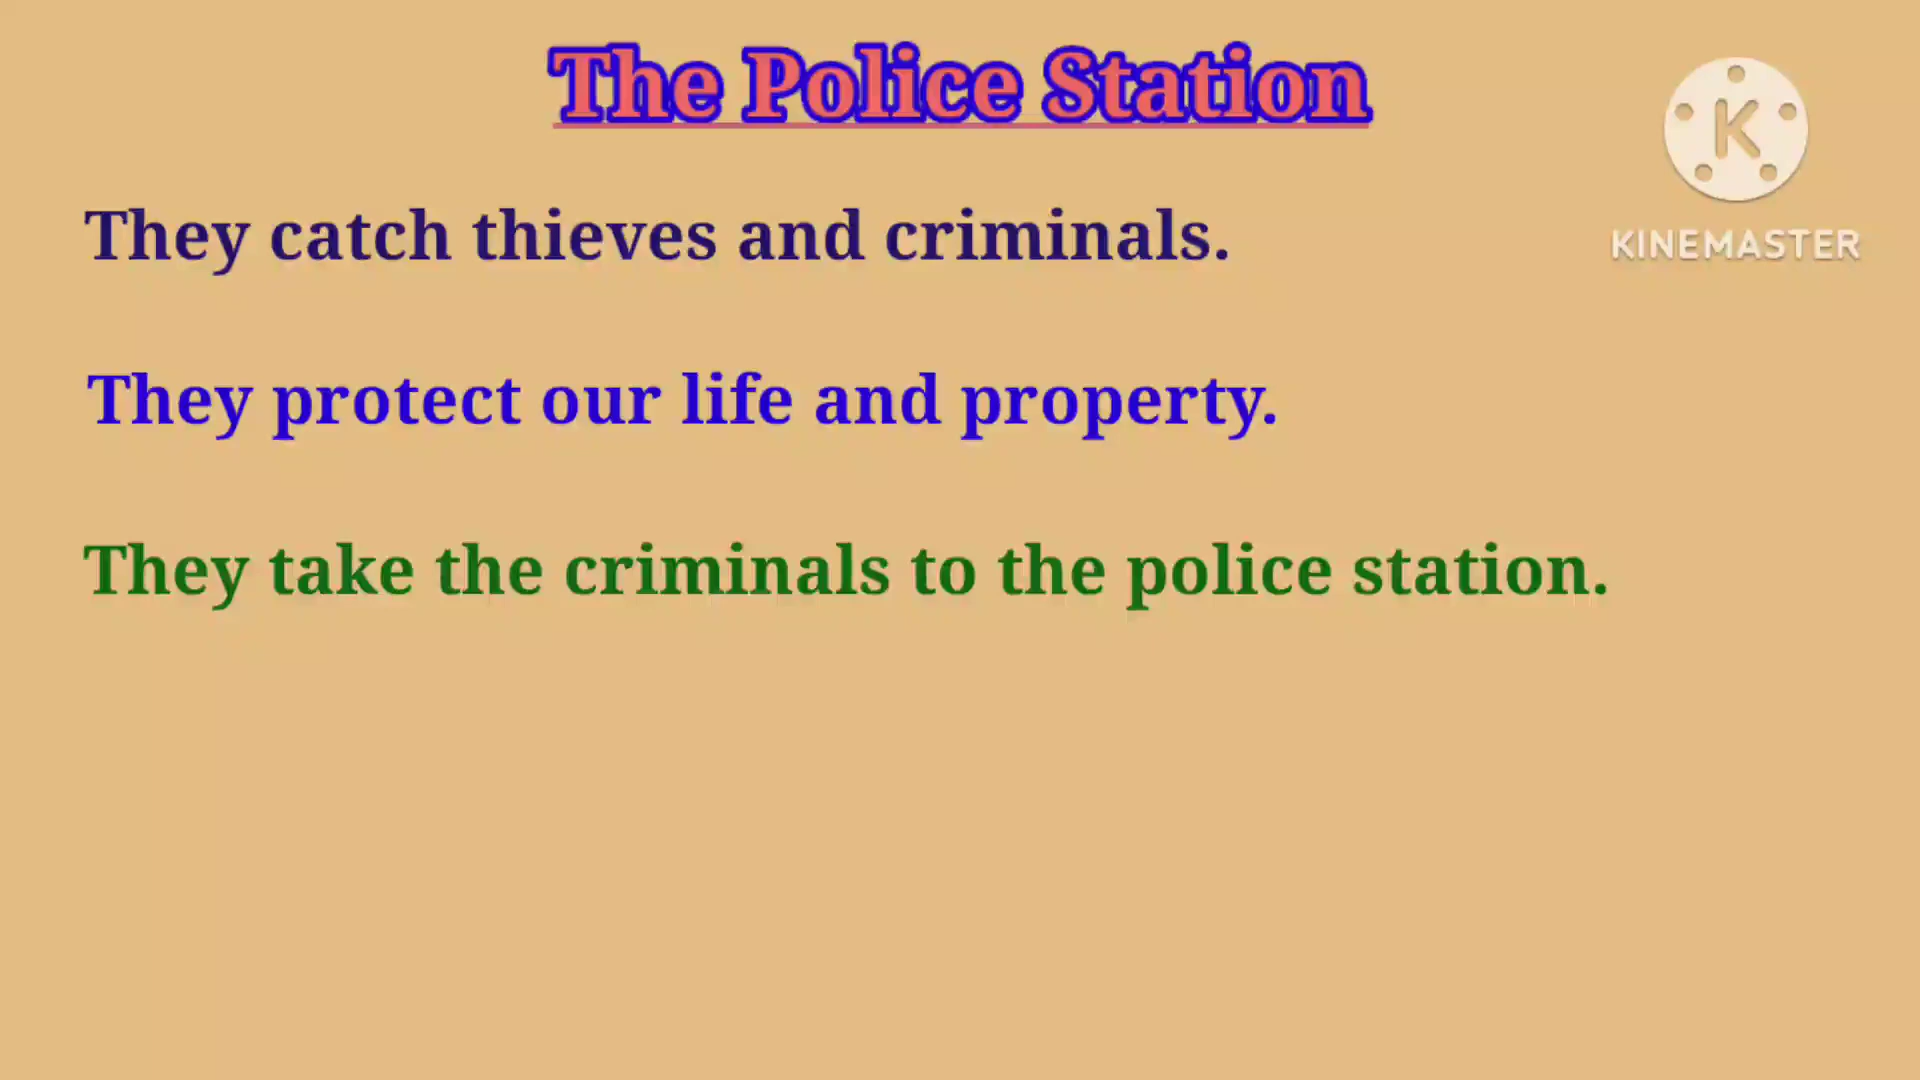 The Police Station
K
KINEMASTER
They catch thieves and criminals.
They protect our life and property.
They take the criminals to the police station.